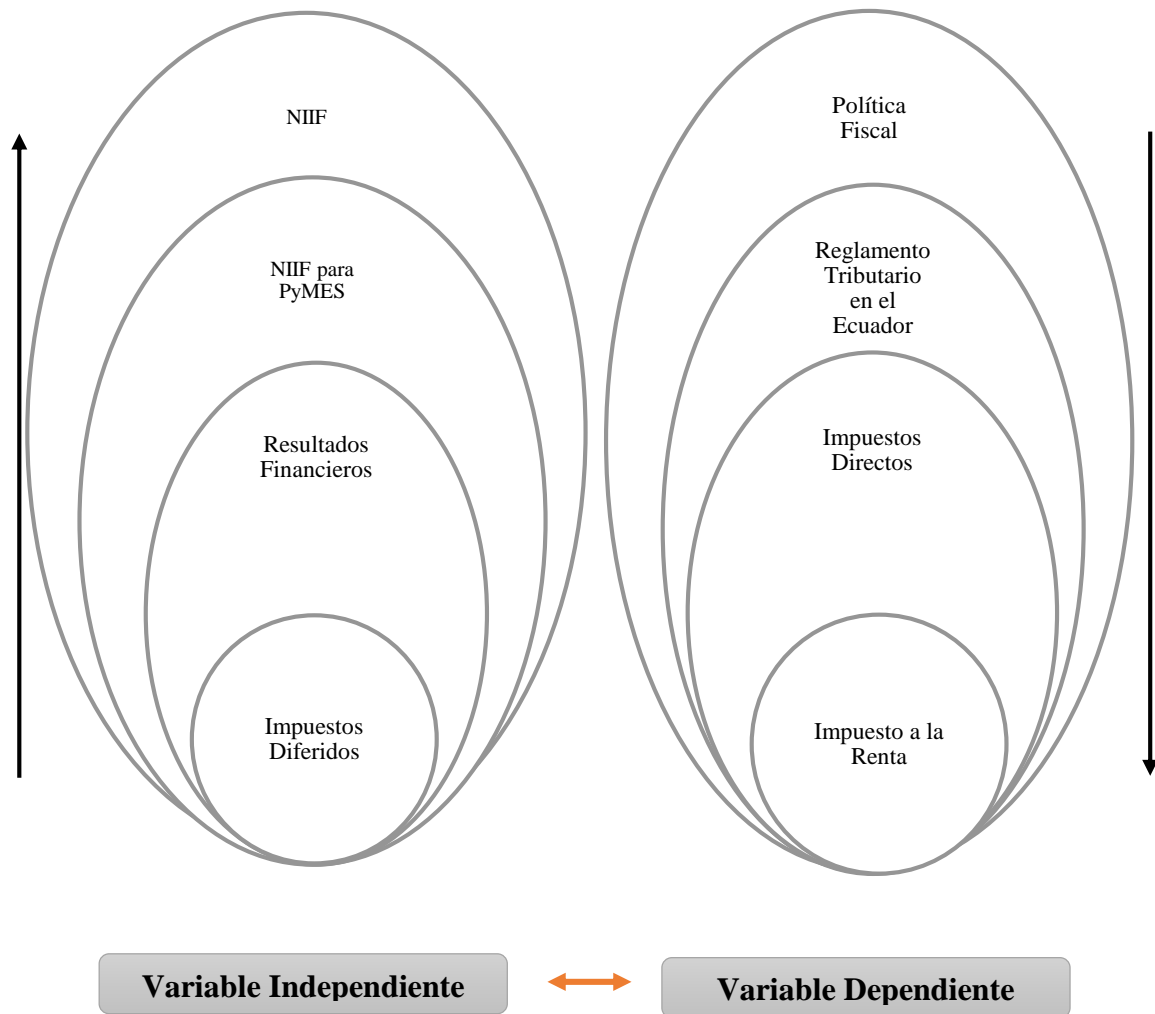 NIIF
NIIF para
PyMES
Resultados
Financieros
Impuestos
Diferidos
Política
Fiscal
Reglamento
Tributario
en el
Ecuador
Impuestos
Directos
Impuesto a la
Renta
Variable Independiente
Variable Dependiente